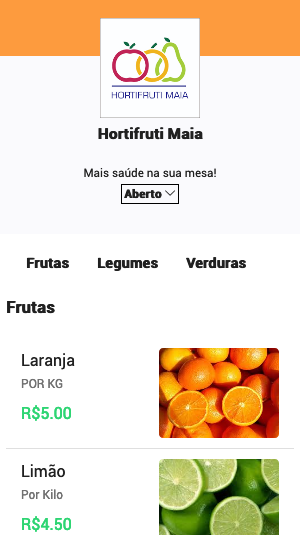 HORTIFRUTI MAIA
Hortifruti Maia
Mais saúde na sua mesa!
Aberto
Frutas Legumes Verduras
Frutas
Laranja
POR KG
R$5.00
Limão
Por Kilo
R$4.50